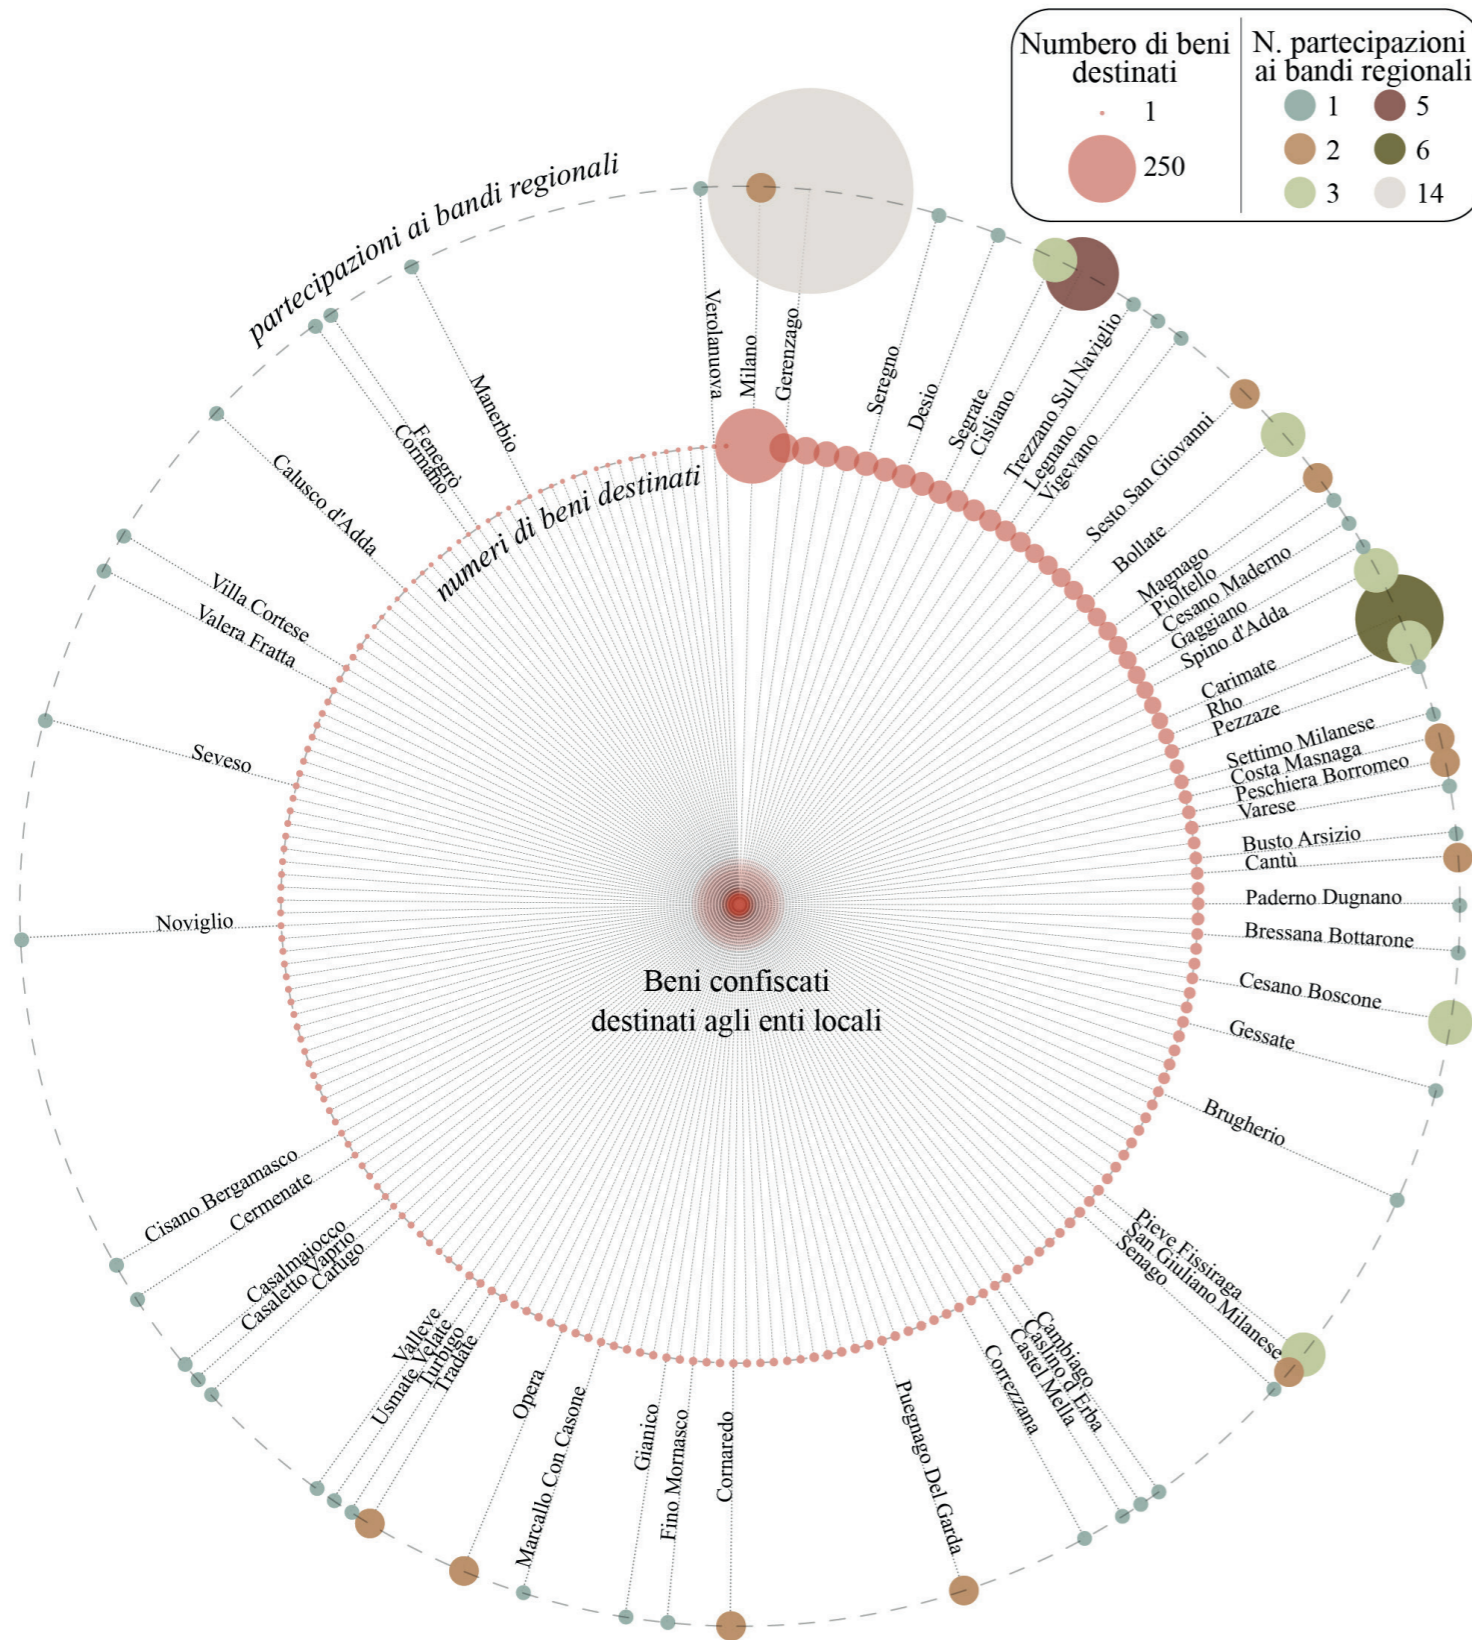 Numbero di beni
destinati
1
250
N. partecipazioni
ai bandi regionali
1
2
3
5
6
14
partecipazioni ai bandi regionali
numeri di beni destinati
Verolanuova
Milano
Gerenzago
Seregno
Desio
Segrate
Cisliano
Trezzano Sul Naviglio
Legnano
Vigevano
Sesto San Giovanni
Bollate
Magnago
Pioltello
Cesano Maderno
Gaggiano
Spino d'Adda
Carimate
Rho
Pezzaze
Settimo Milanese
Costa Masnaga
Peschiera Borromeo
Varese
Busto Arsizio
Cantù
Paderno Dugnano
Bressana Bottarone
Cesano Boscone
Gessate
Brugherio
Pieve Fissiraga
San Giuliano Milanese
Senago
Cambiago
Caslino d'Erba
Castel Mella
Correzzana
Puegnago Del Garda
Cornaredo
Fino Mornasco
Gianico
Marcallo Con Casone
Opera
Tradate
Turbigo
Usmate Velate
Valleve
Carugo
Casaletto Vaprio
Casalmaiocco
Cermenate
Cisano Bergamasco
Noviglio
Seveso
Valera Fratta
Villa Cortese
Calusco d'Adda
Cormano
Fenegrò
Manerbio
Beni confiscati
destinati agli enti locali